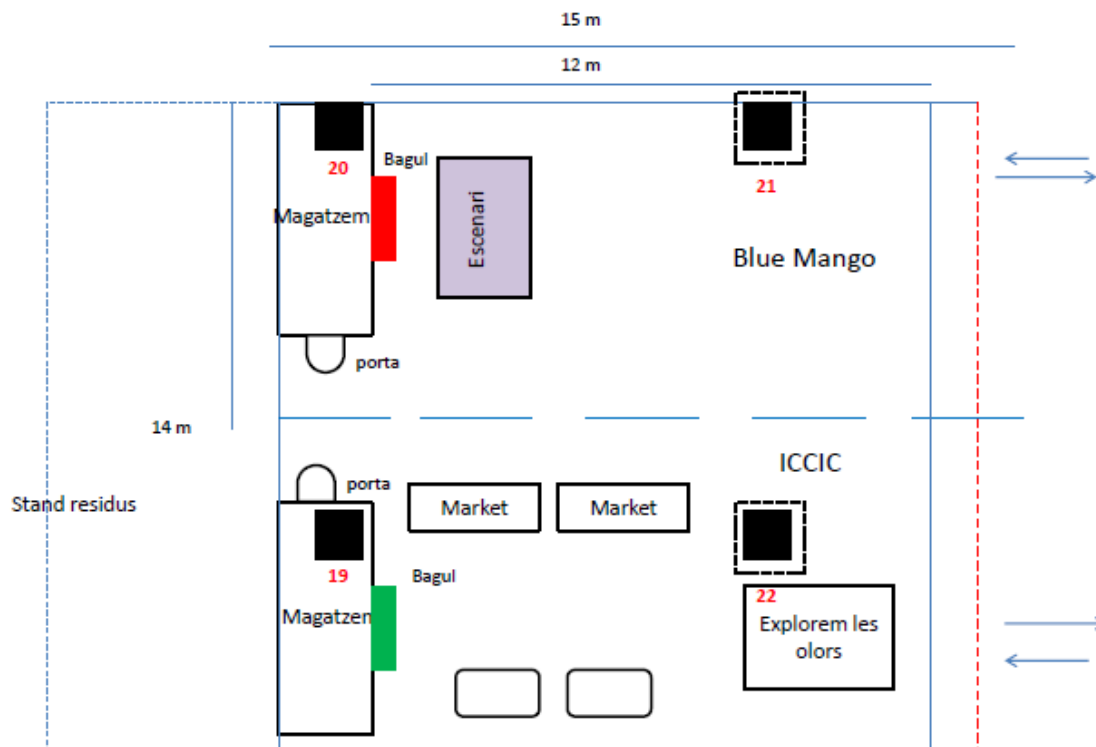 15 m
12 m
20
Bagul
21
Magatzem
Escenari
Blue Mango
porta
14 m
ICCIC
porta
Stand residus
Market
Market
19
Bagul
22
Magatzem
Explorem les
olors